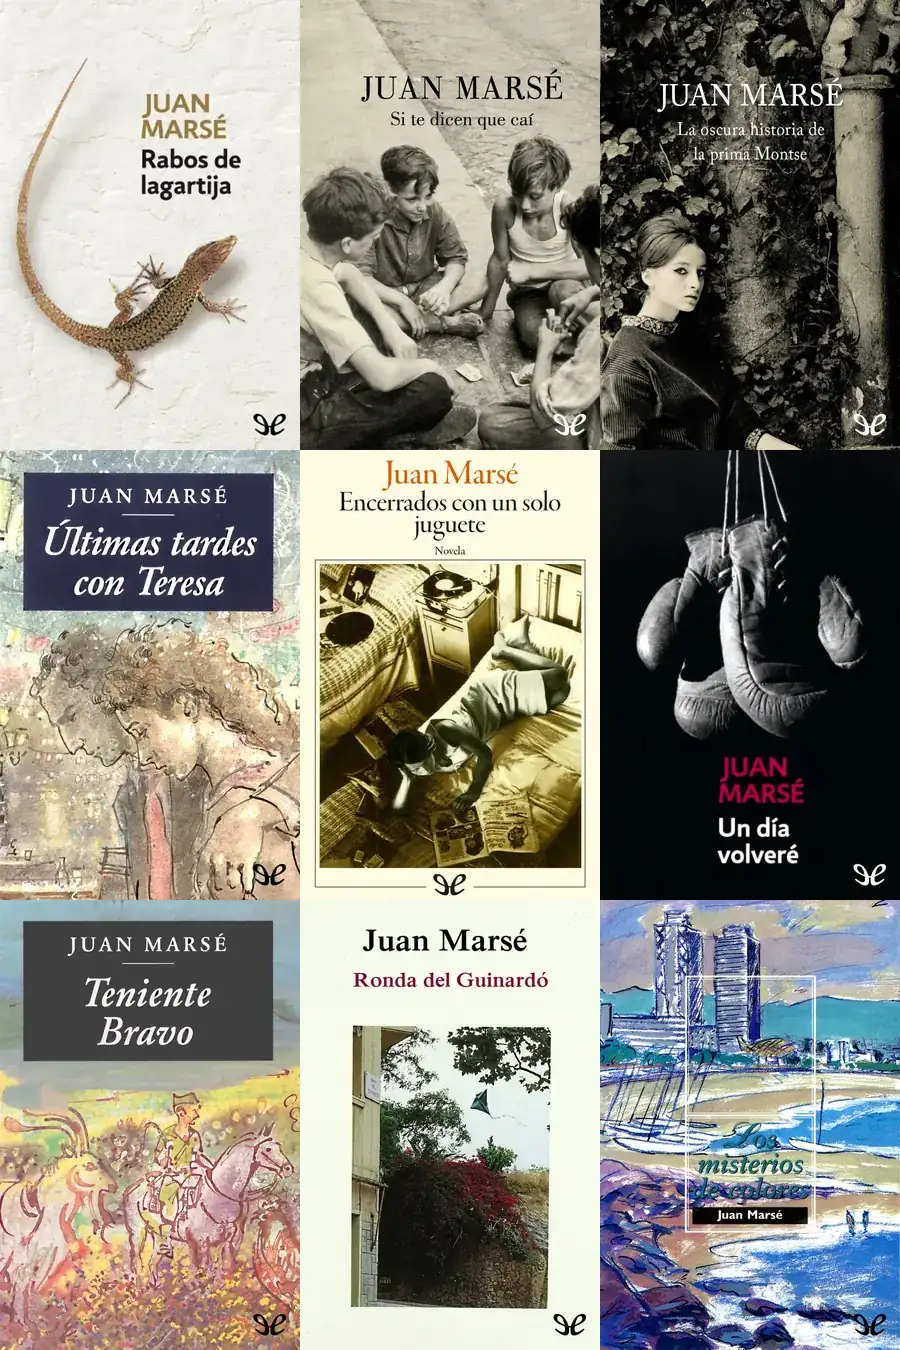 JUAN
MARSÉ
Rabos de
lagartija
JUAN MARSÉ
Si te dicen que caí
JUAN MARSÉ
La oscura historia de
la prima Montse
JUAN MARSÉ
Últimas tardes
con Teresa
Juan Marsé
Encerrados con un solo
juguete
Novela
JUAN
MARSÉ
Un día
volveré
JUAN MARSÉ
Teniente
Bravo
Juan Marsé
Ronda del Guinardó
Los
misterios
de colores
Juan Marsé